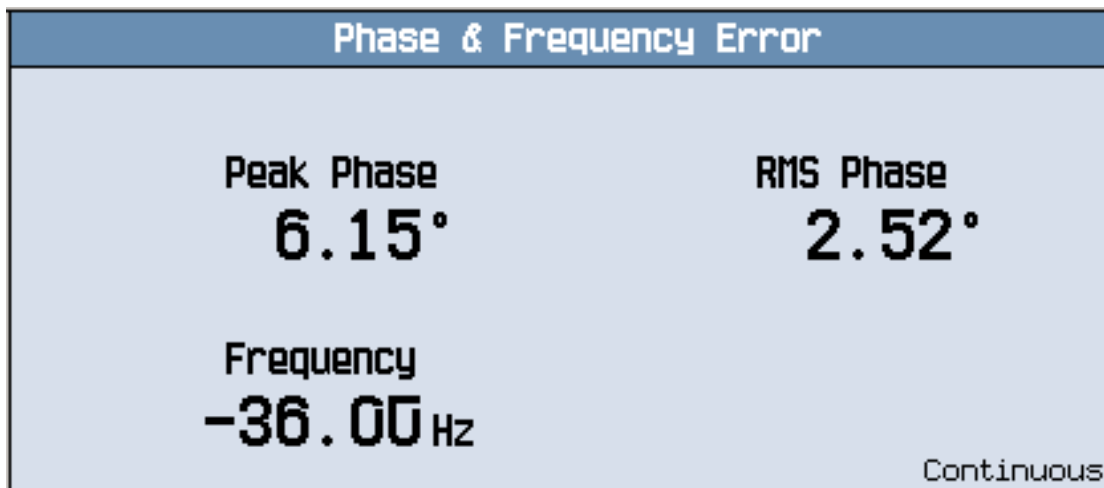 Phase & Frequency Error
Peak Phase RMS Phase
6.15° 2.52°
Frequency
-36.00 Hz
Continuous